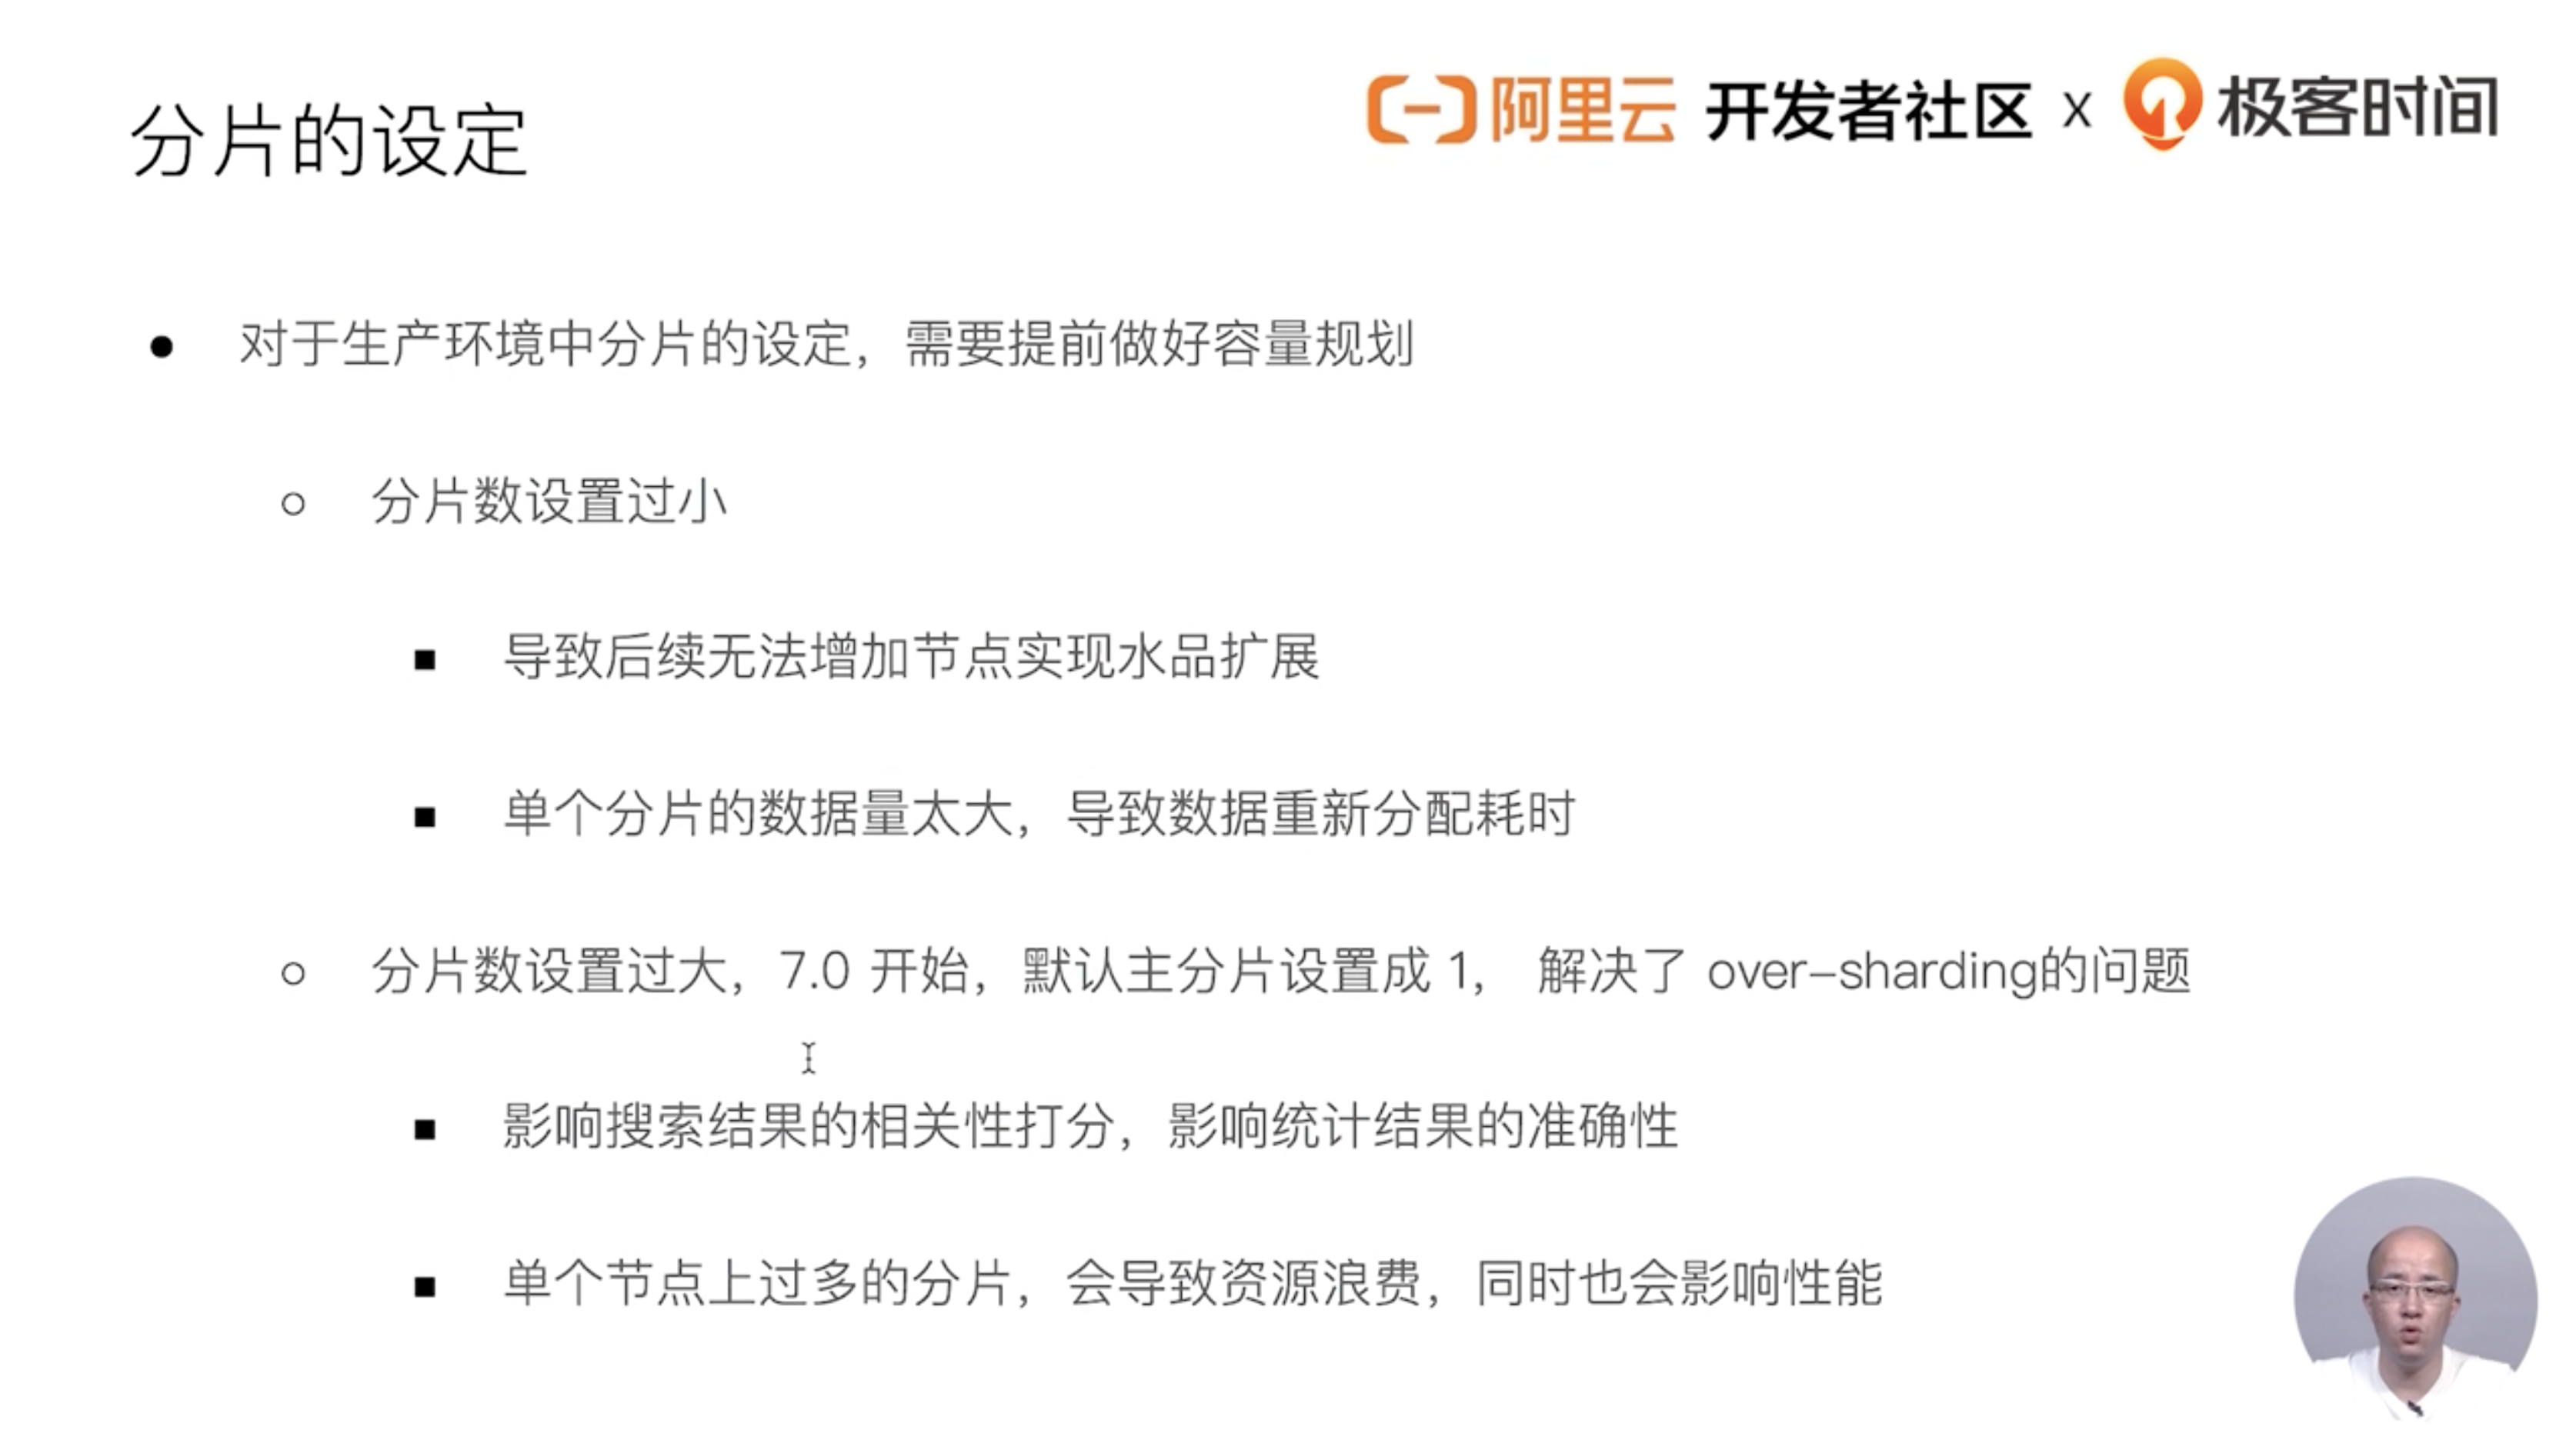 分片的设定
阿里云 开发者社区 X 极客时间
● 对于生产环境中分片的设定，需要提前做好容量规划
○ 分片数设置过小
■ 导致后续无法增加节点实现水品扩展
■ 单个分片的数据量太大，导致数据重新分配耗时
○ 分片数设置过大，7.0 开始，默认主分片设置成 1， 解决了 over-sharding的问题
■ 影响搜索结果的相关性打分，影响统计结果的准确性
■ 单个节点上过多的分片，会导致资源浪费，同时也会影响性能